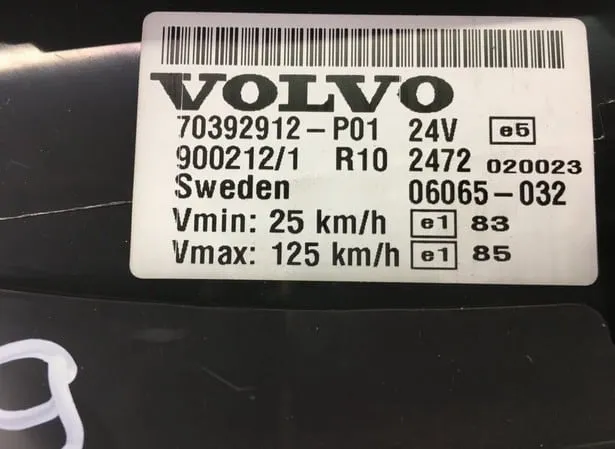 VOLVO
70392912-P01 24V e5
900212/1 R10 2472 020023
Sweden 06065-032
Vmin: 25 km/h e1 83
Vmax: 125 km/h e1 85
9